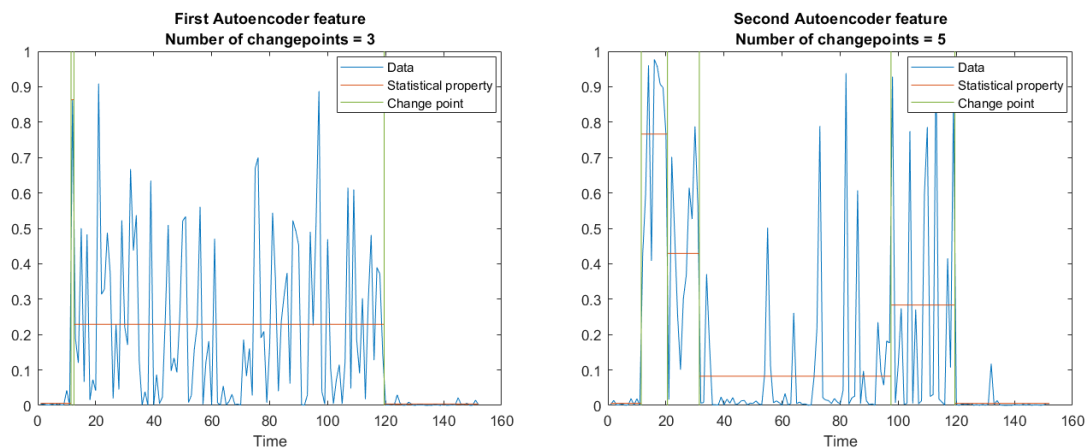 First Autoencoder feature
Number of changepoints = 3
1
0.9
0.8
0.7
0.6
0.5
0.4
0.3
0.2
0.1
0
0 20 40 60 80 100 120 140 160
Time
Data
Statistical property
Change point
Second Autoencoder feature
Number of changepoints = 5
1
0.9
0.8
0.7
0.6
0.5
0.4
0.3
0.2
0.1
0
0 20 40 60 80 100 120 140 160
Time
Data
Statistical property
Change point